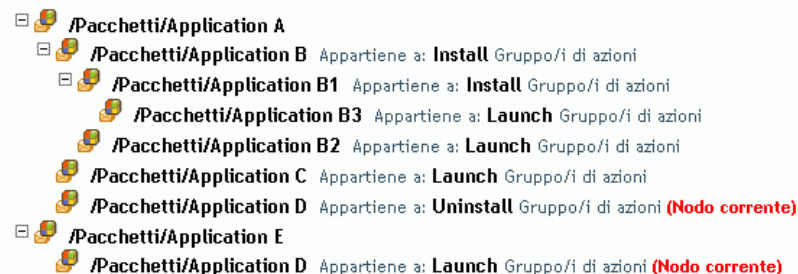 /Pacchetti/Application A
/Pacchetti/Application B Appartiene a: Install Gruppo/i di azioni
/Pacchetti/Application B1 Appartiene a: Install Gruppo/i di azioni
/Pacchetti/Application B3 Appartiene a: Launch Gruppo/i di azioni
/Pacchetti/Application B2 Appartiene a: Launch Gruppo/i di azioni
/Pacchetti/Application C Appartiene a: Launch Gruppo/i di azioni
/Pacchetti/Application D Appartiene a: Uninstall Gruppo/i di azioni (Nodo corrente)
/Pacchetti/Application E
/Pacchetti/Application D Appartiene a: Launch Gruppo/i di azioni (Nodo corrente)